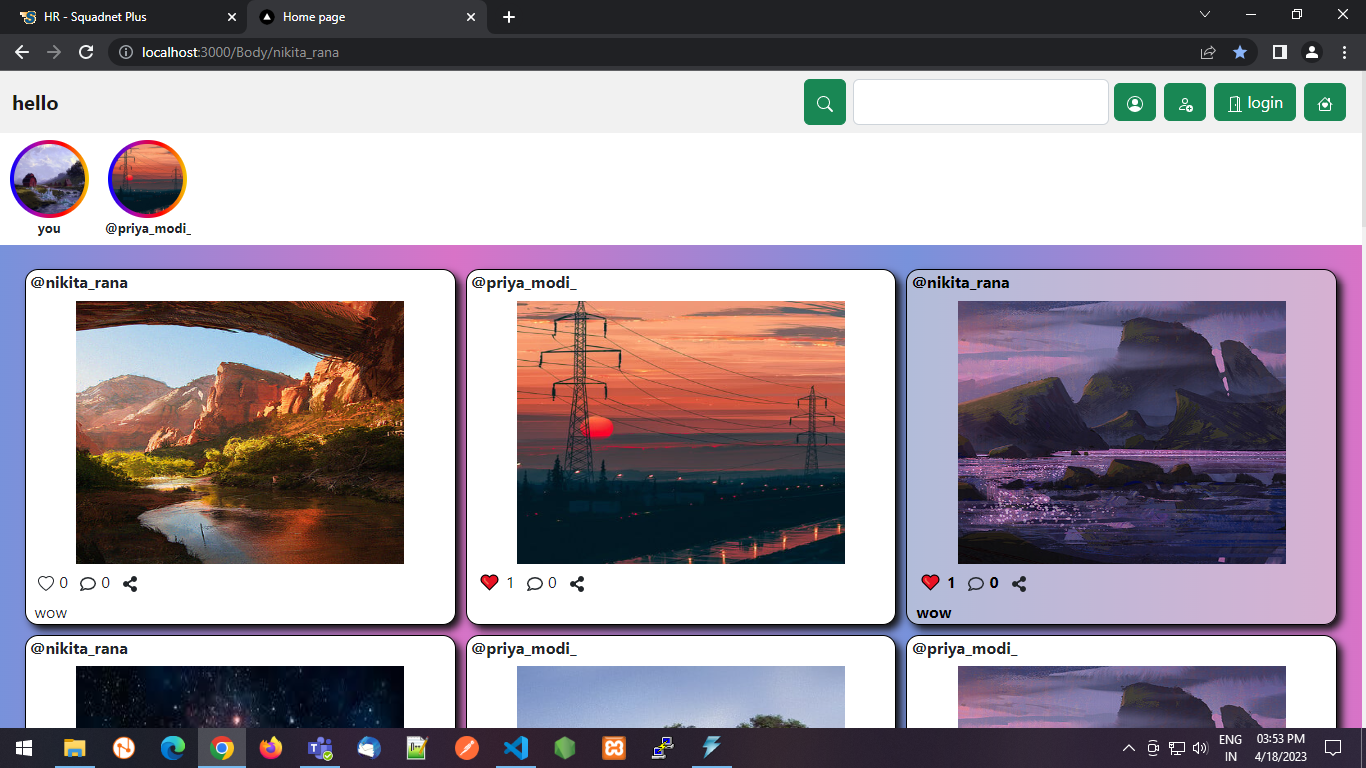 HR - Squadnet Plus
Home page
localhost:3000/Body/nikita_rana
hello
login
you
@priya_modi_
@nikita_rana
@priya_modi_
@nikita_rana
0 0
1 0
1 0
wow
wow
@nikita_rana
@priya_modi_
@priya_modi_
ENG
IN
03:53 PM
4/18/2023